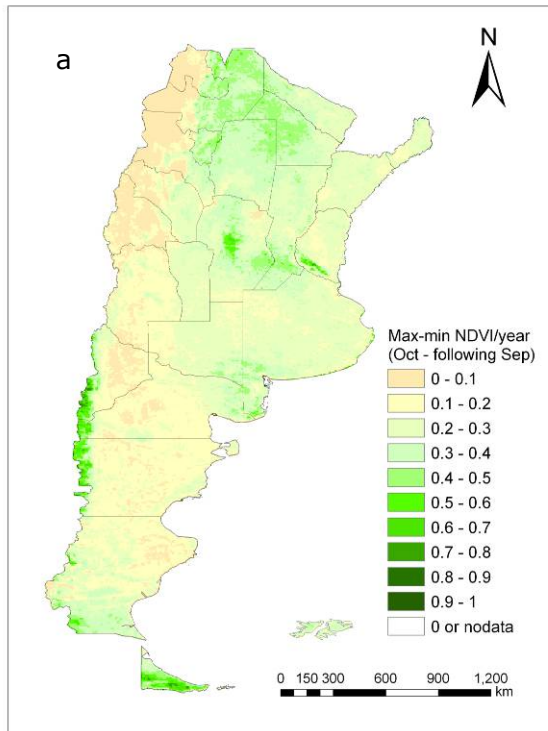 a
N
Max-min NDVI/year
(Oct - following Sep)
0 - 0.1
0.1 - 0.2
0.2 - 0.3
0.3 - 0.4
0.4 - 0.5
0.5 - 0.6
0.6 - 0.7
0.7 - 0.8
0.8 - 0.9
0.9 - 1
0 or nodata
0 150 300 600 900 1,200
km